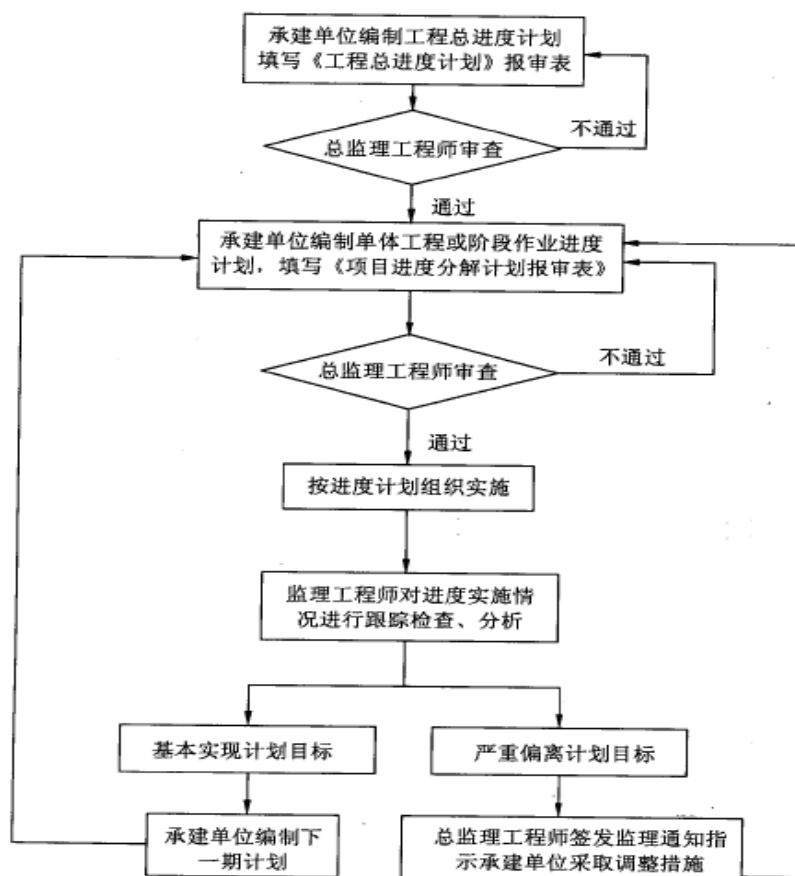 承建单位编制工程总进度计划
填写《工程总进度计划》报审表
不通过
总监理工程师审查
通过
承建单位编制单体工程或阶段作业进度
计划，填写《项目进度分解计划报审表》
不通过
总监理工程师审查
通过
按进度计划组织实施
监理工程师对进度实施情
况进行跟踪检查、分析
基本实现计划目标
严重偏离计划目标
承建单位编制下
一期计划
总监理工程师签发监理通知指
示承建单位采取调整措施